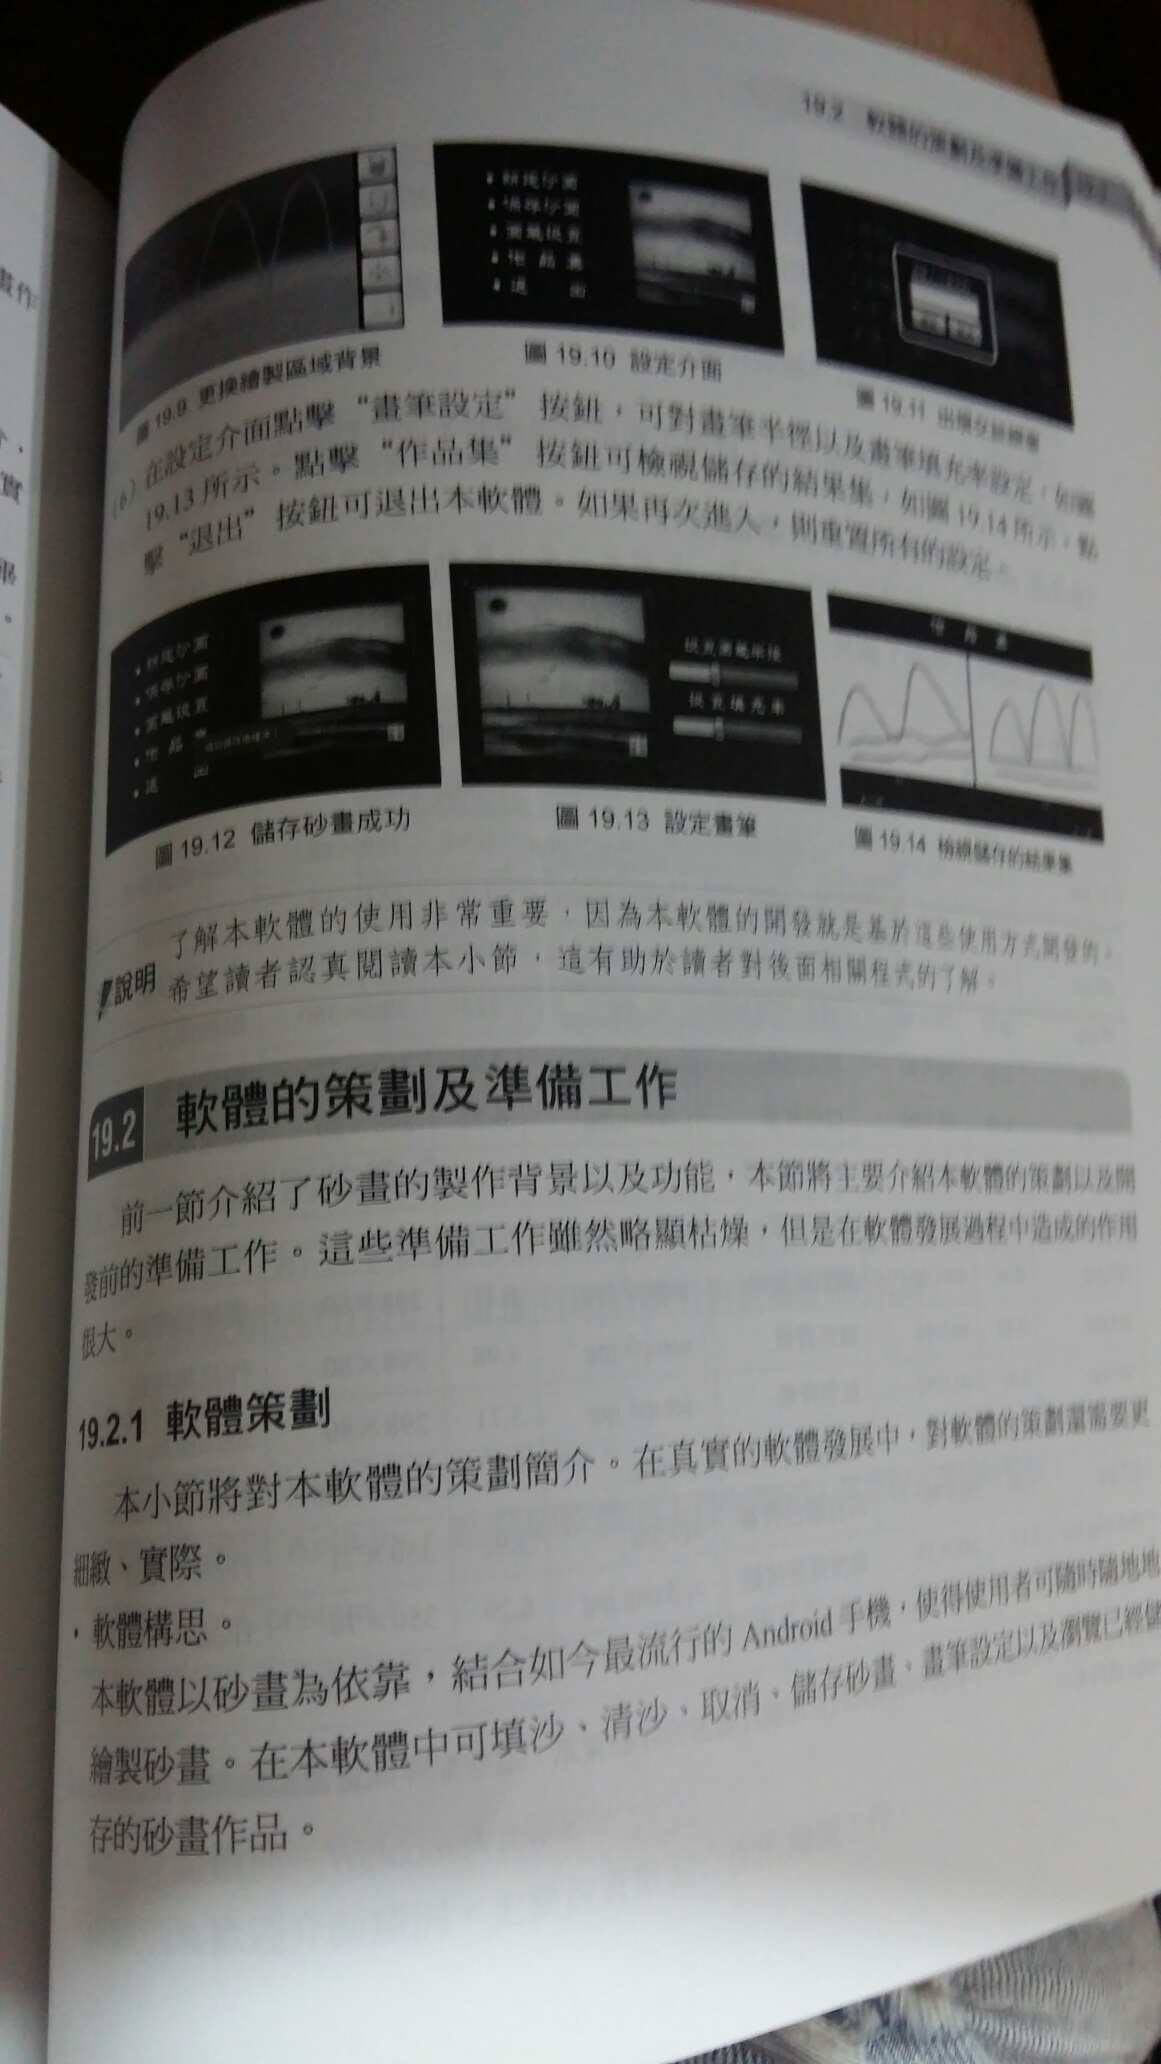 19.2 軟體的策劃及準備工作
圖 19.9 更換繪製區域背景
圖 19.10 設定介面
圖 19.11
(6) 在設定介面點擊“畫筆設定”按鈕，可對畫筆半徑以及畫筆填充率設定，如圖
19.13 所示。點擊“作品集”按鈕可檢視儲存的結果集，如圖 19.14 所示，點
擊“退出”按鈕可退出本軟體。如果再次進入，則重置所有的設定。
作品集
圖 19.12 儲存砂畫成功
圖 19.13 設定畫筆
圖 19.14 檢視儲存的結果集
說明
了解本軟體的使用非常重要，因為本軟體的開發就是基於這些使用方式開發的。
希望讀者認真閱讀本小節，這有助於讀者對後面相關程式的了解。
19.2 軟體的策劃及準備工作
前一節介紹了砂畫的製作背景以及功能，本節將主要介紹本軟體的策劃以及開
發前的準備工作。這些準備工作雖然略顯枯燥，但是在軟體發展過程中造成的作用
很大。
19.2.1 軟體策劃
本小節將對本軟體的策劃簡介。在真實的軟體發展中，對軟體的策劃還需要更
細緻、實際。
· 軟體構思。
本軟體以砂畫為依靠，結合如今最流行的 Android 手機，使得使用者可隨時隨地地
繪製砂畫。在本軟體中可填沙、清沙、取消、儲存砂畫、畫筆設定以及瀏覽已經儲
存的砂畫作品。